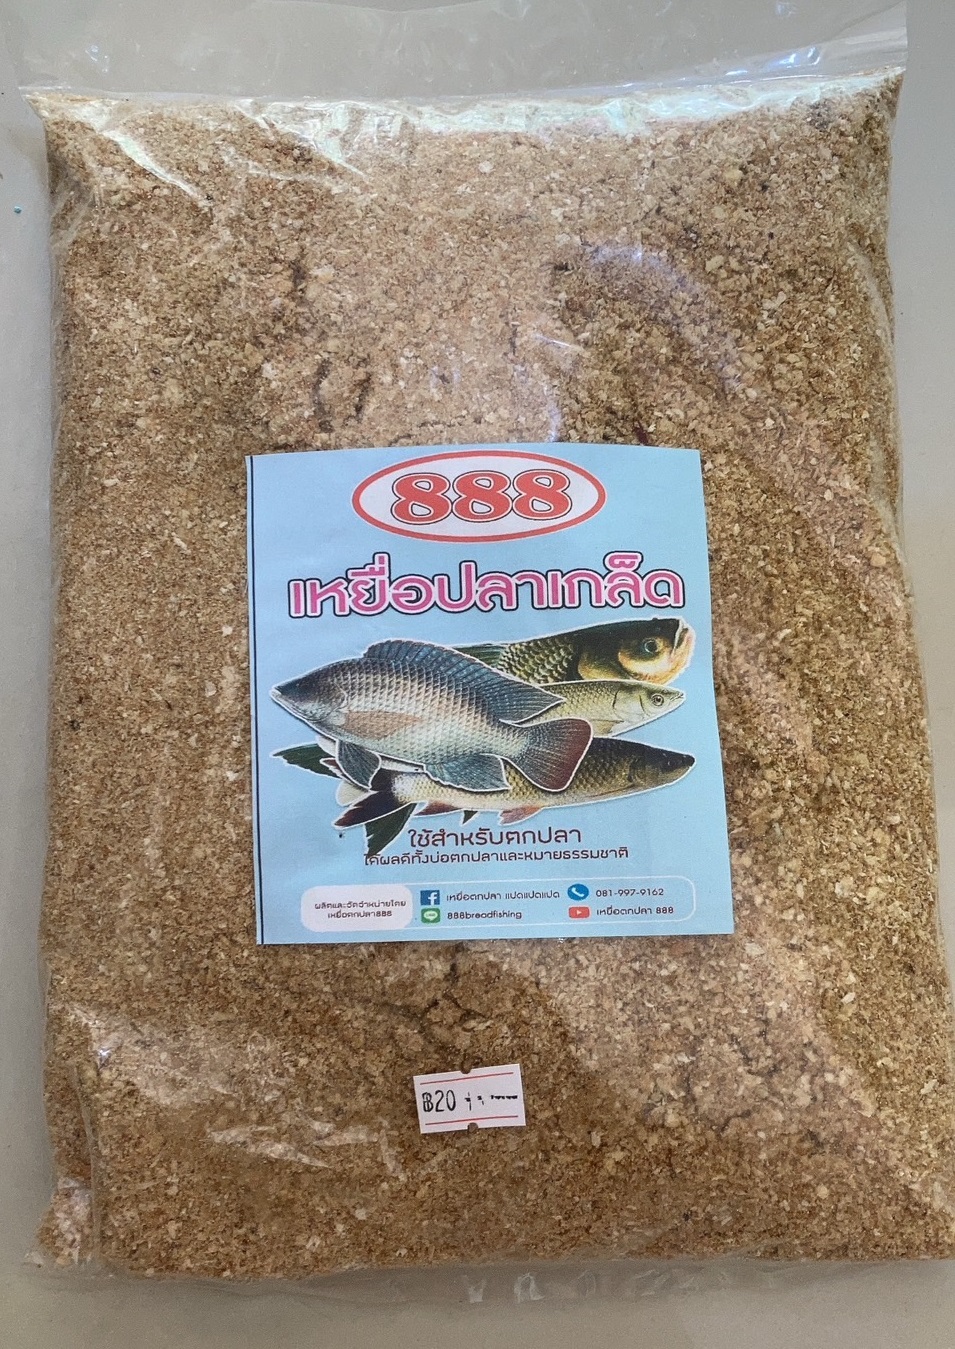 888
เหยื่อปลาเกล็ด
ใช้สำหรับตกปลา
ได้ผลดีทั้งบ่อตกปลาและหมายธรรมชาติ
ผลิตและจัดจำหน่ายโดย
เหยื่อตกปลา888
เหยื่อตกปลา แปดแปดแปด
081-997-9162
888breadfishing
เหยื่อตกปลา 888
฿20